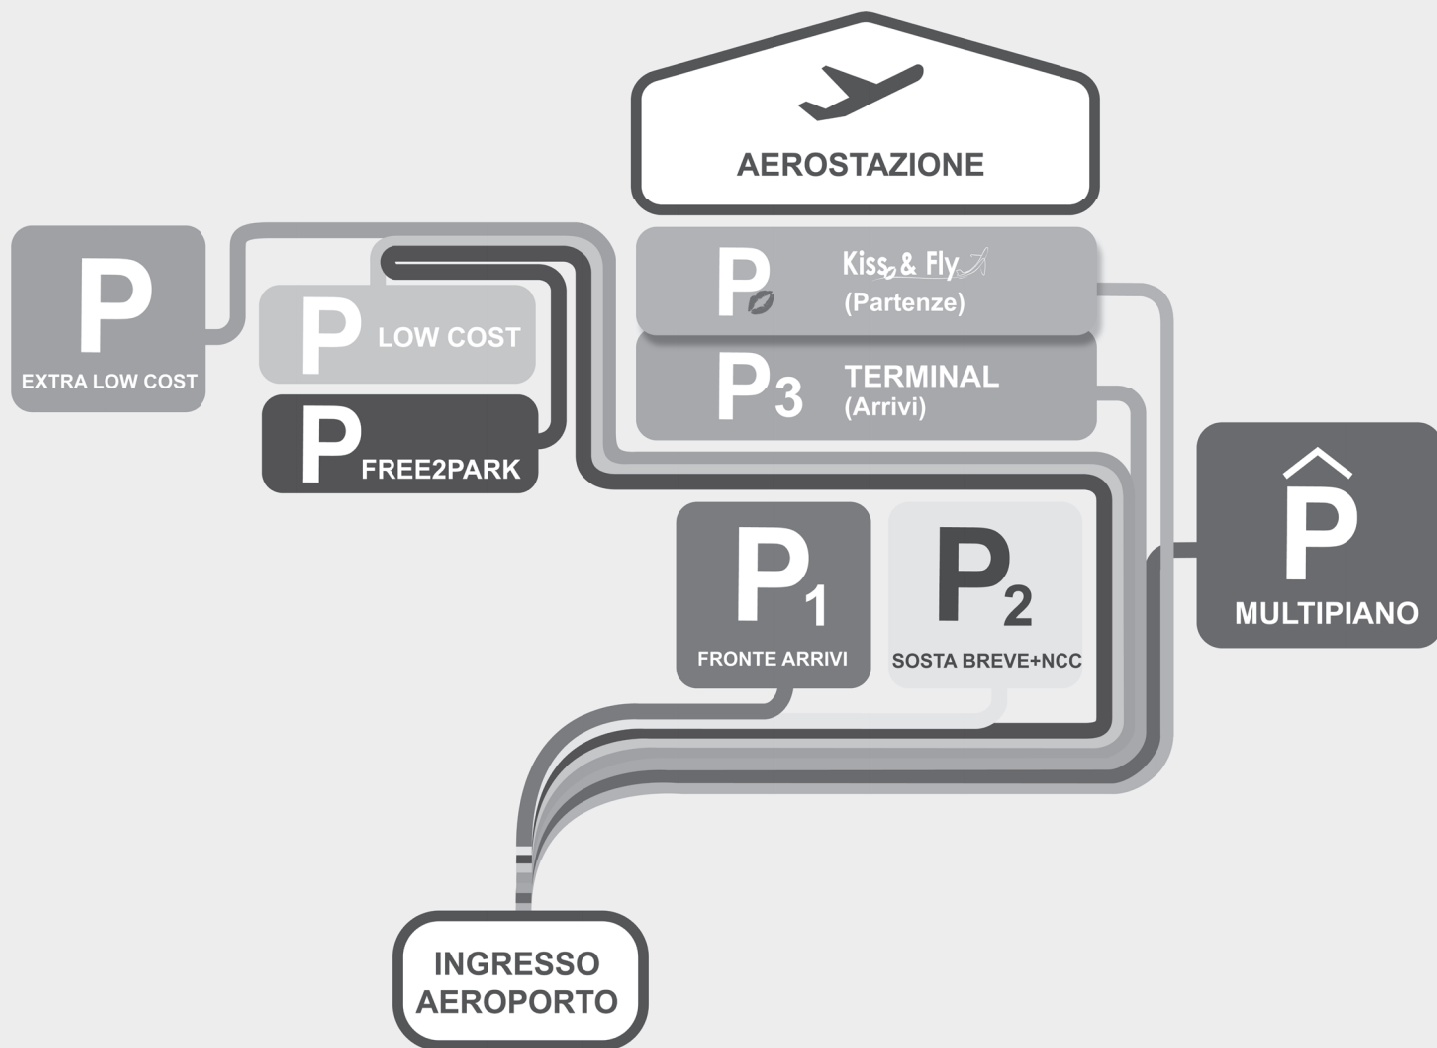 AEROSTAZIONE
P
Kiss & Fly
(Partenze)
P3
TERMINAL
(Arrivi)
P
EXTRA LOW COST
P LOW COST
P FREE2PARK
P1
FRONTE ARRIVI
P2
SOSTA BREVE+NCC
P
MULTIPIANO
INGRESSO
AEROPORTO